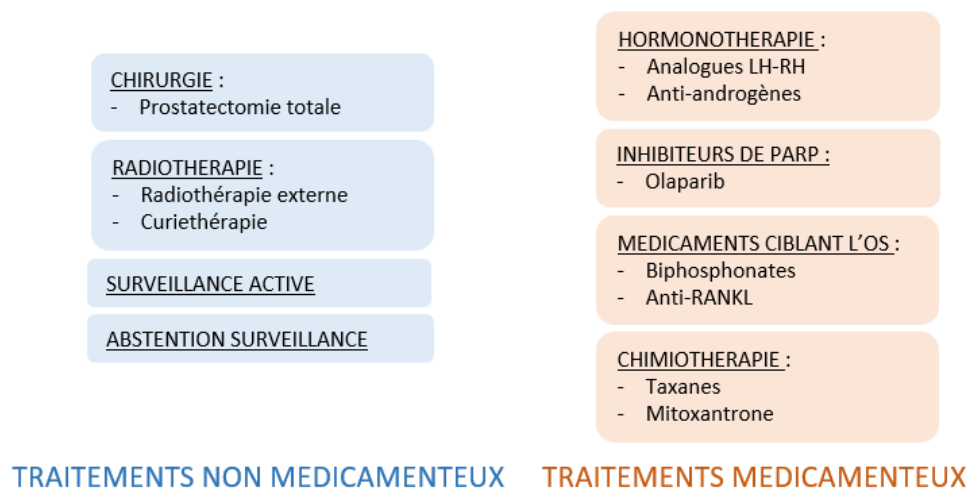 CHIRURGIE :
- Prostatectomie totale
RADIOTHERAPIE :
- Radiothérapie externe
- Curiethérapie
SURVEILLANCE ACTIVE
ABSTENTION SURVEILLANCE
TRAITEMENTS NON MEDICAMENTEUX
HORMONOTHERAPIE :
- Analogues LH-RH
- Anti-androgènes
INHIBITEURS DE PARP :
- Olaparib
MEDICAMENTS CIBLANT L'OS :
- Biphosphonates
- Anti-RANKL
CHIMIOTHERAPIE :
- Taxanes
- Mitoxantrone
TRAITEMENTS MEDICAMENTEUX